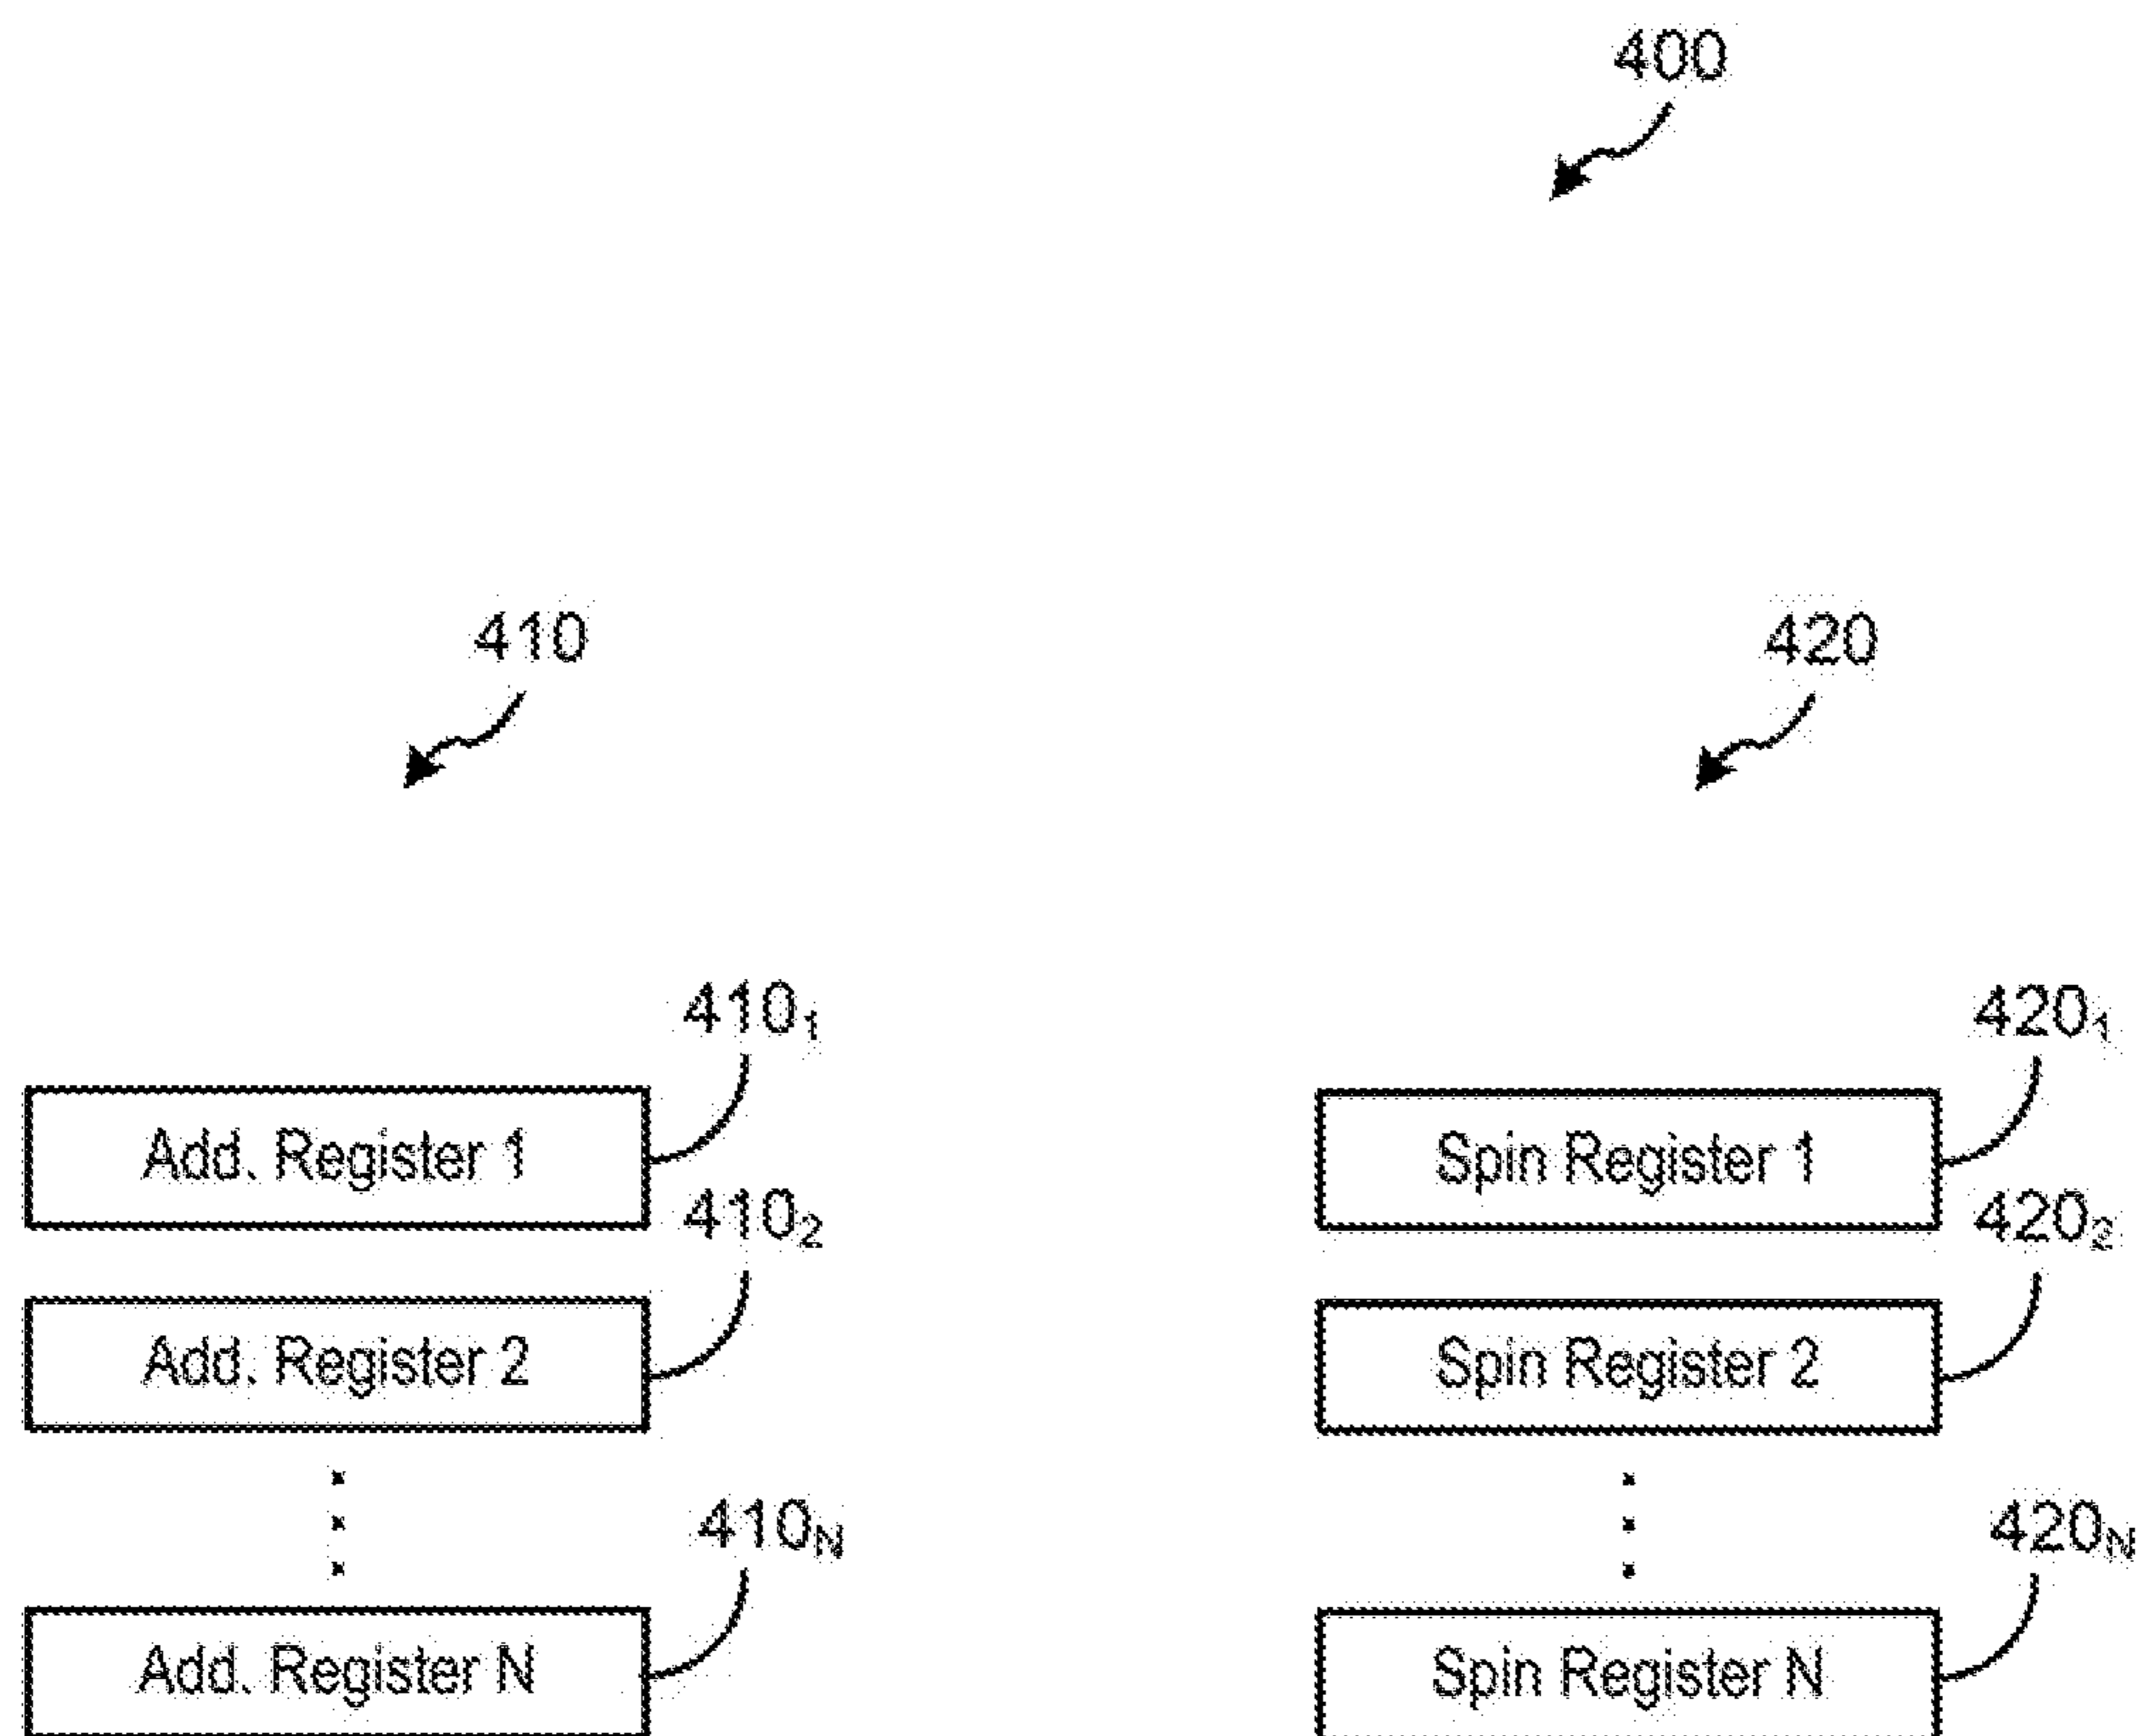 400
410
420
410₁
420₁
Add. Register 1
Spin Register 1
410₂
420₂
Add. Register 2
Spin Register 2
410N
420N
Add. Register N
Spin Register N